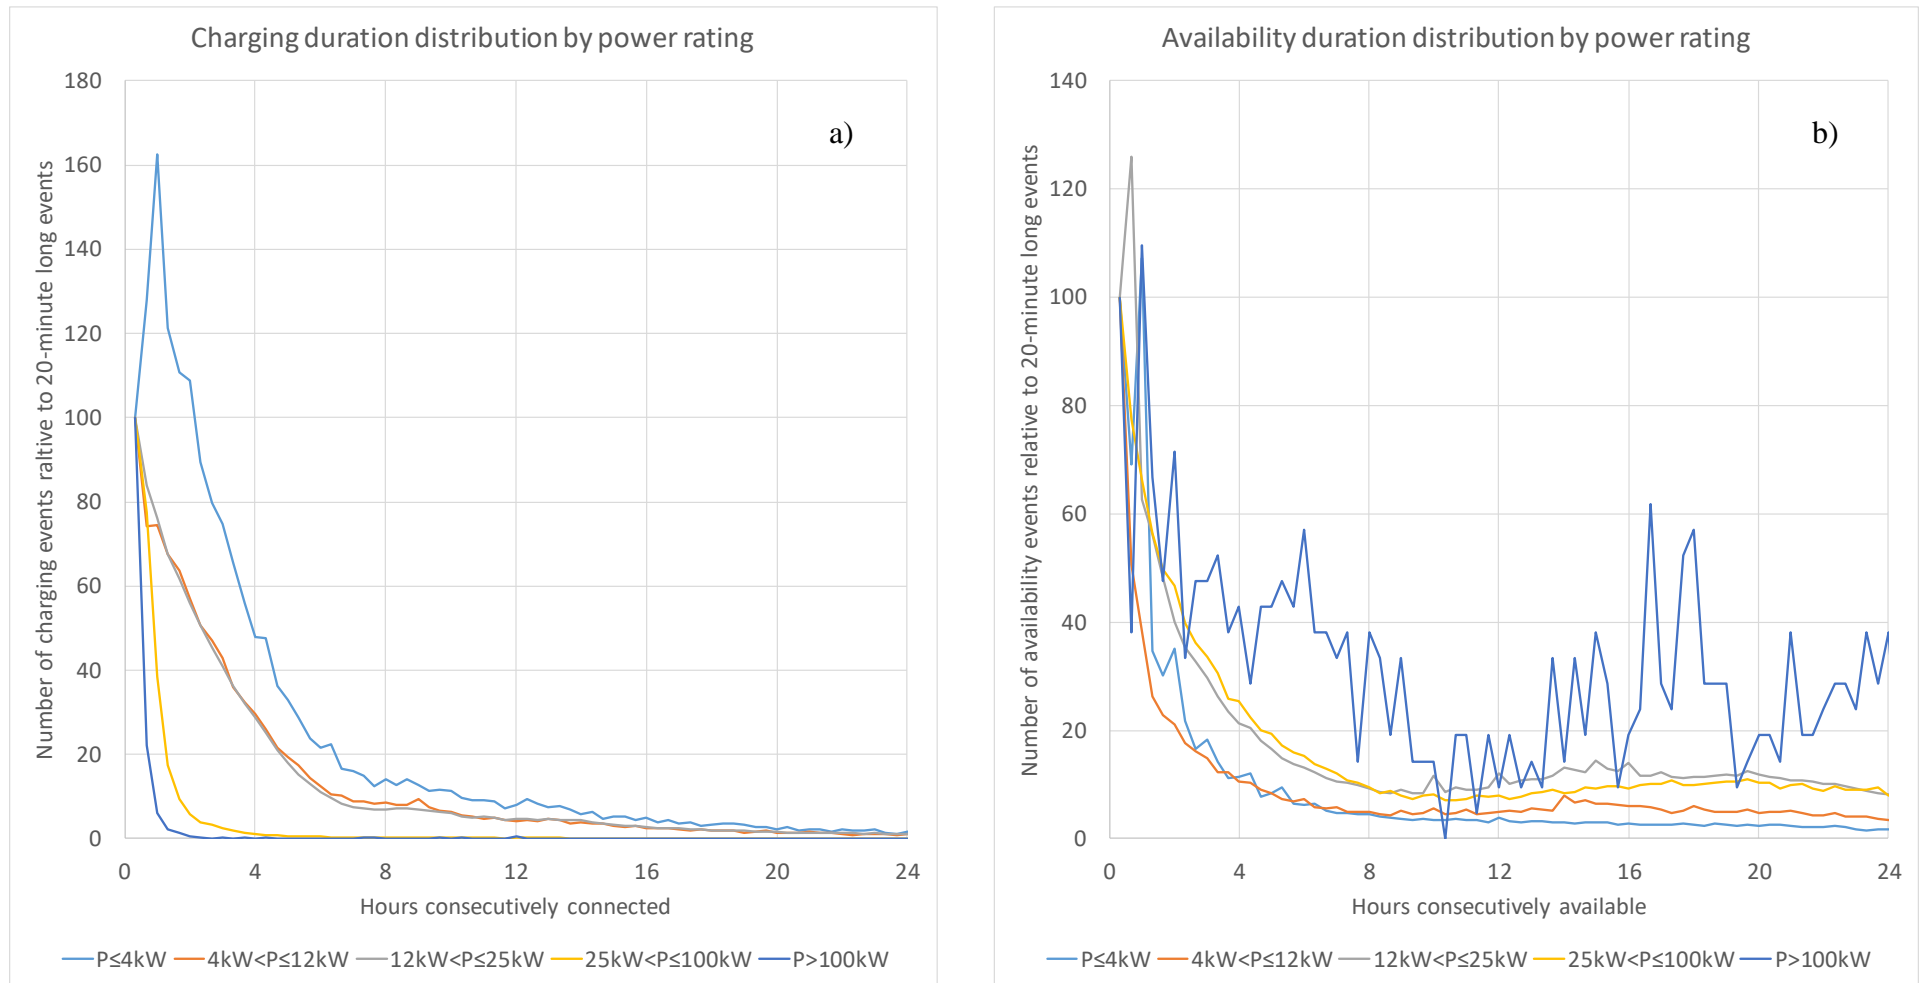 Charging duration distribution by power rating
a)
Number of charging events raltive to 20-minute long events
180
160
140
120
100
80
60
40
20
0
0 4 8 12 16 20 24
Hours consecutively connected
P≤4kW 4kW<P≤12kW 12kW<P≤25kW 25kW<P≤100kW P>100kW
Availability duration distribution by power rating
b)
Number of availability events relative to 20-minute long events
140
120
100
80
60
40
20
0
0 4 8 12 16 20 24
Hours consecutively available
P≤4kW 4kW<P≤12kW 12kW<P≤25kW 25kW<P≤100kW P>100kW